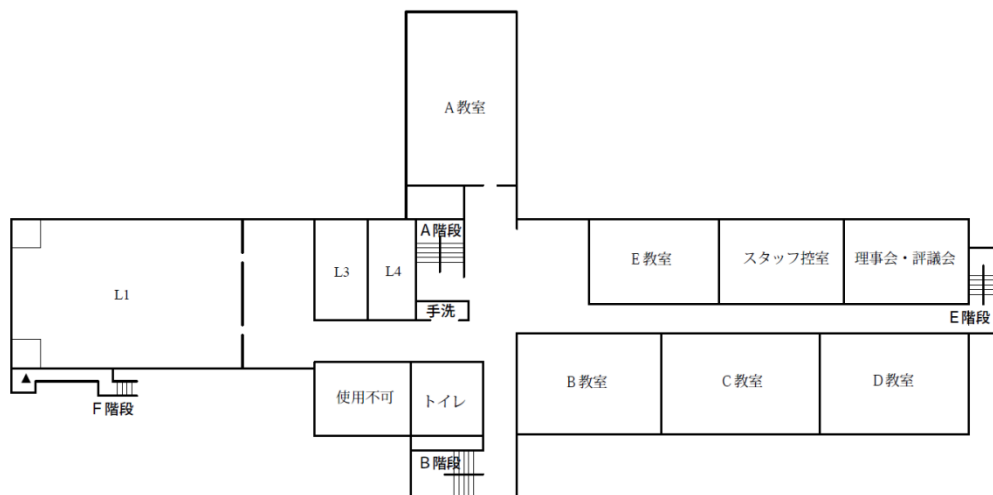 A教室
A階段
L1
L3
L4
手洗
E教室
スタッフ控室
理事会・評議会
E階段
F階段
使用不可
トイレ
B階段
B教室
C教室
D教室